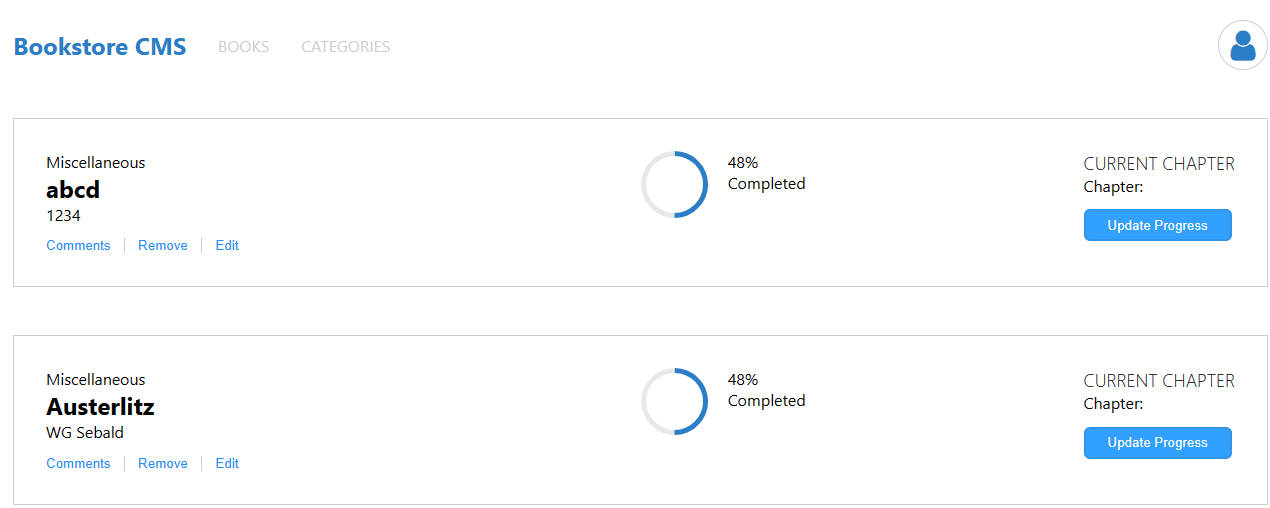 Bookstore CMS BOOKS CATEGORIES
Miscellaneous
abcd
1234
Comments Remove Edit
48%
Completed
CURRENT CHAPTER
Chapter:
Update Progress
Miscellaneous
Austerlitz
WG Sebald
Comments Remove Edit
48%
Completed
CURRENT CHAPTER
Chapter:
Update Progress